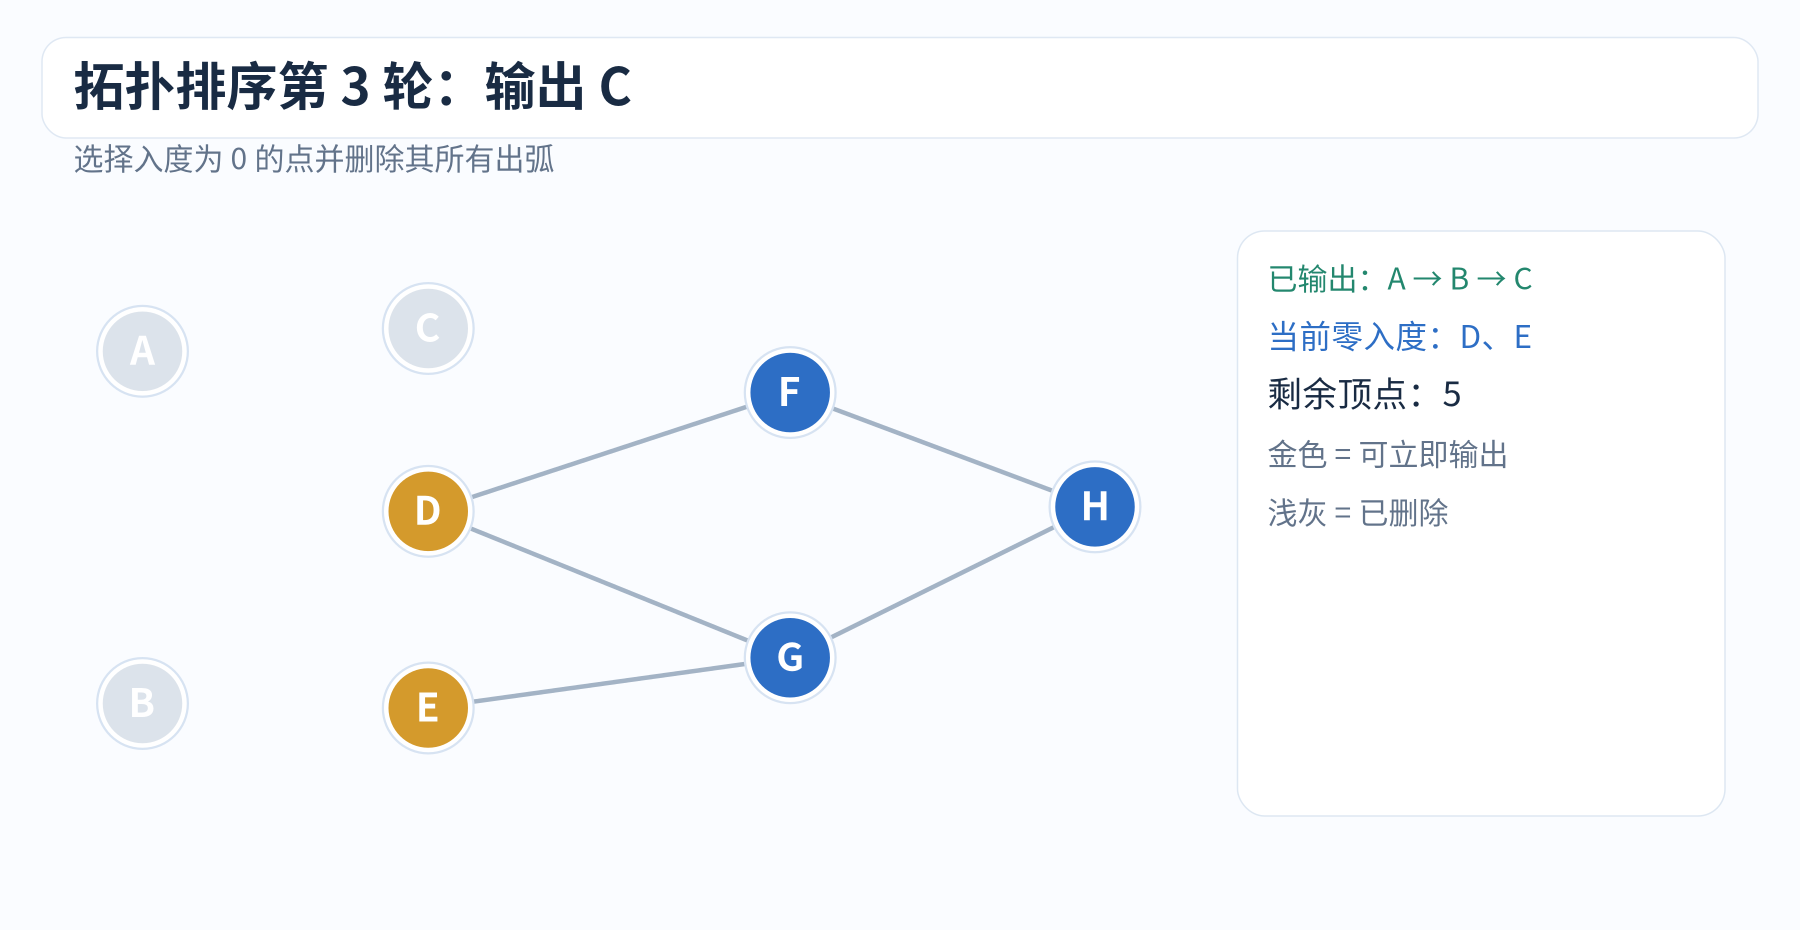 拓扑排序第 3 轮：输出 C
选择入度为 0 的点并删除其所有出弧
A
C
F
D
H
G
B
E
已输出：A → B → C
当前零入度：D、E
剩余顶点：5
金色 = 可立即输出
浅灰 = 已删除